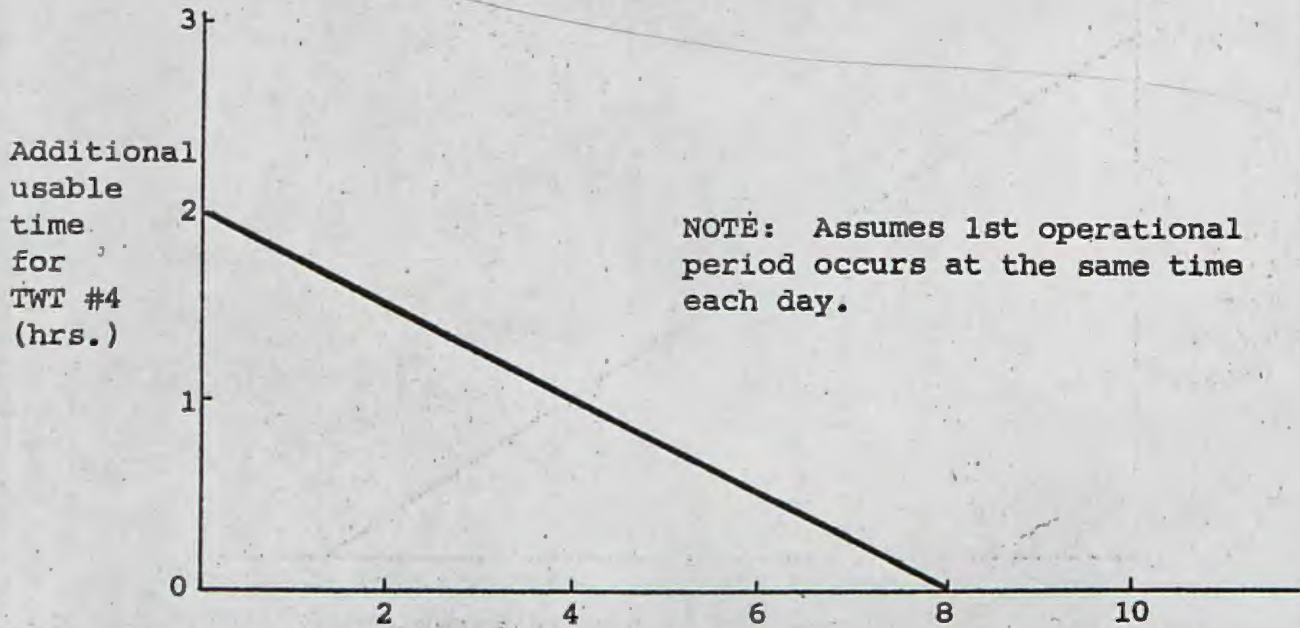 3
Additional
usable
time
for
TWT #4
(hrs.)
2
NOTE: Assumes 1st operational
period occurs at the same time
each day.
1
0
2 4 6 8 10